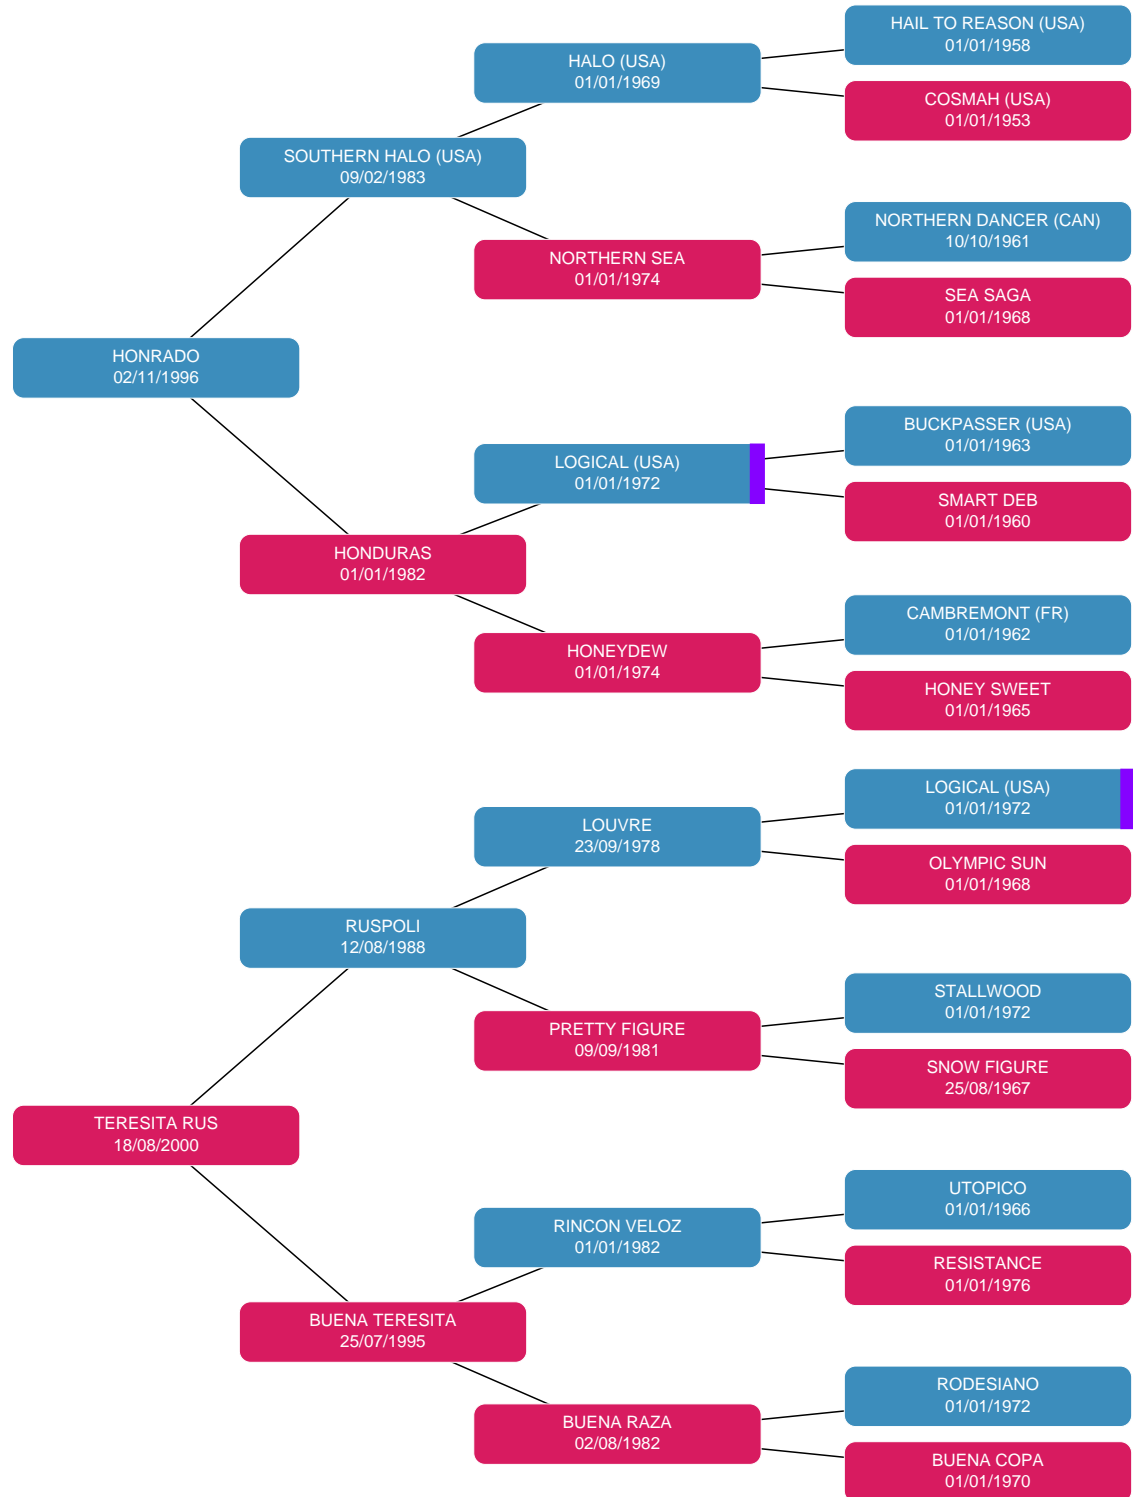 HAIL TO REASON (USA)
01/01/1958
HALO (USA)
01/01/1969
COSMAH (USA)
01/01/1953
SOUTHERN HALO (USA)
09/02/1983
NORTHERN DANCER (CAN)
10/10/1961
NORTHERN SEA
01/01/1974
SEA SAGA
01/01/1968
HONRADO
02/11/1996
BUCKPASSER (USA)
01/01/1963
LOGICAL (USA)
01/01/1972
SMART DEB
01/01/1960
HONDURAS
01/01/1982
CAMBREMONT (FR)
01/01/1962
HONEYDEW
01/01/1974
HONEY SWEET
01/01/1965
LOGICAL (USA)
01/01/1972
LOUVRE
23/09/1978
OLYMPIC SUN
01/01/1968
RUSPOLI
12/08/1988
STALLWOOD
01/01/1972
PRETTY FIGURE
09/09/1981
SNOW FIGURE
25/08/1967
TERESITA RUS
18/08/2000
UTOPICO
01/01/1966
RINCON VELOZ
01/01/1982
RESISTANCE
01/01/1976
BUENA TERESITA
25/07/1995
RODESIANO
01/01/1972
BUENA RAZA
02/08/1982
BUENA COPA
01/01/1970